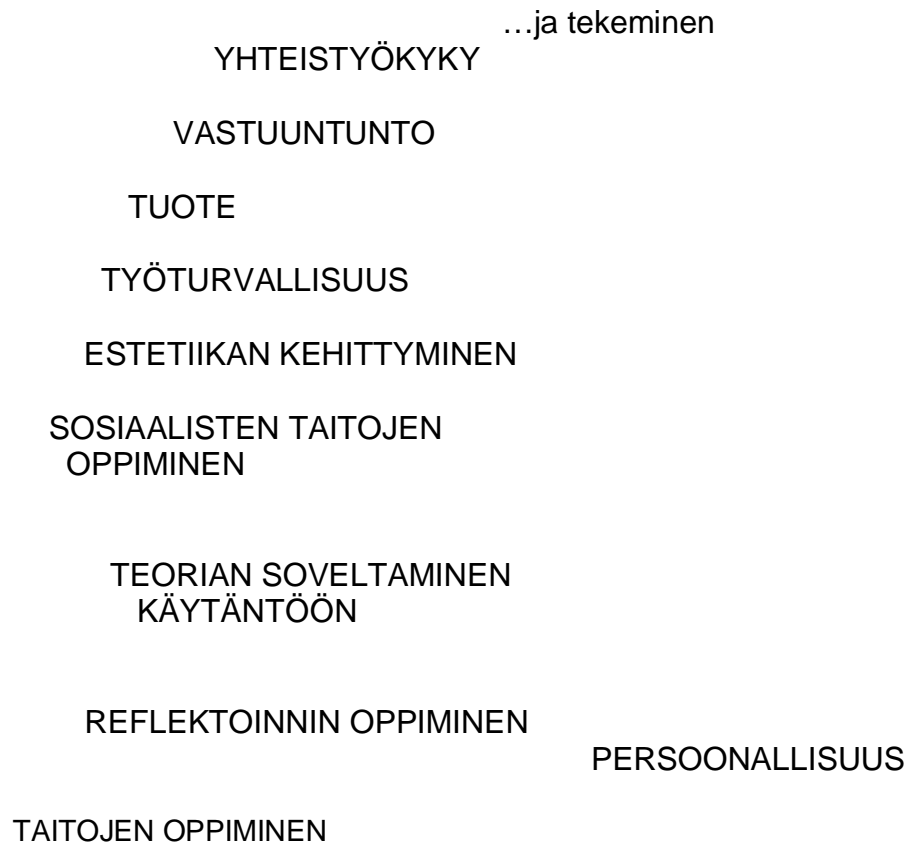 …ja tekeminen
YHTEISTYÖKYKY
VASTUUNTUNTO
TUOTE
TYÖTURVALLISUUS
ESTETIIKAN KEHITTYMINEN
SOSIAALISTEN TAITOJEN
OPPIMINEN
TEORIAN SOVELTAMINEN
KÄYTÄNTÖÖN
REFLEKTOINNIN OPPIMINEN
PERSOONALLISUUS
TAITOJEN OPPIMINEN